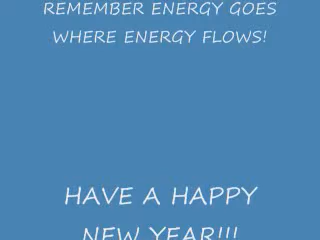 REMEMBER ENERGY GOES
WHERE ENERGY FLOWS!
HAVE A HAPPY
NEW YEAR!!!